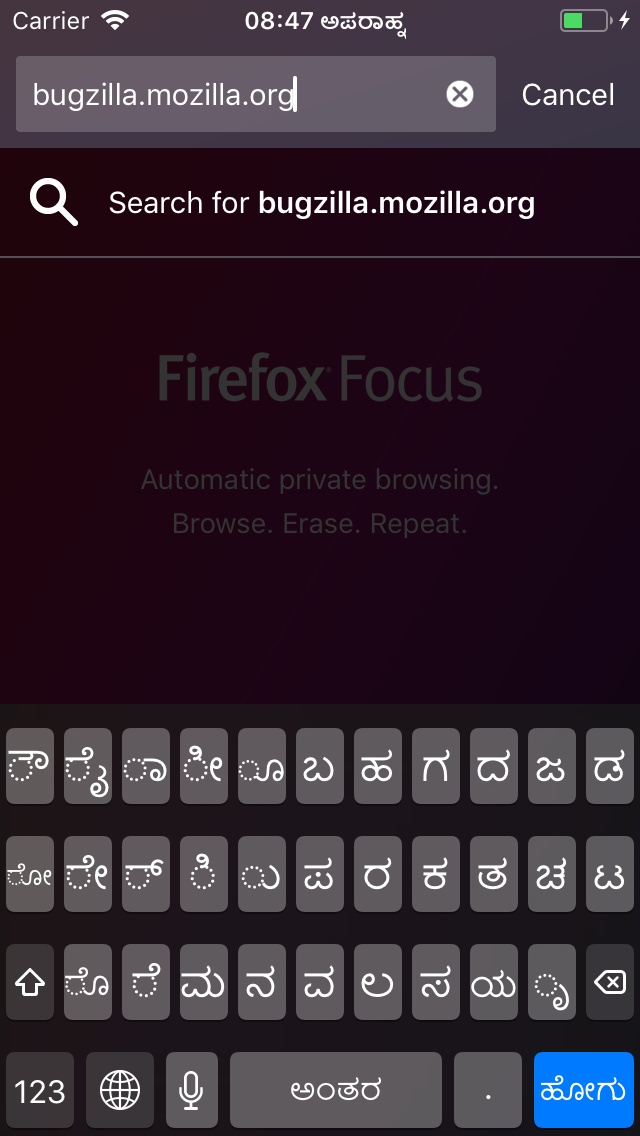 Carrier 08:47 ಅಪರಾಹ್ನ
bugzilla.mozilla.org Cancel
Search for bugzilla.mozilla.org
Firefox Focus
Automatic private browsing.
Browse. Erase. Repeat.
ೌ ೈ ಾ ೀ ೂ ಬ ಹ ಗ ದ ಜ ಡ
ೋ ೇ ್ ಿ ು ಪ ರ ಕ ತ ಚ ಟ
ೊ ೆ ಮ ನ ವ ಲ ಸ ಯ ೃ
123 ಅಂತರ . ಹೋಗು